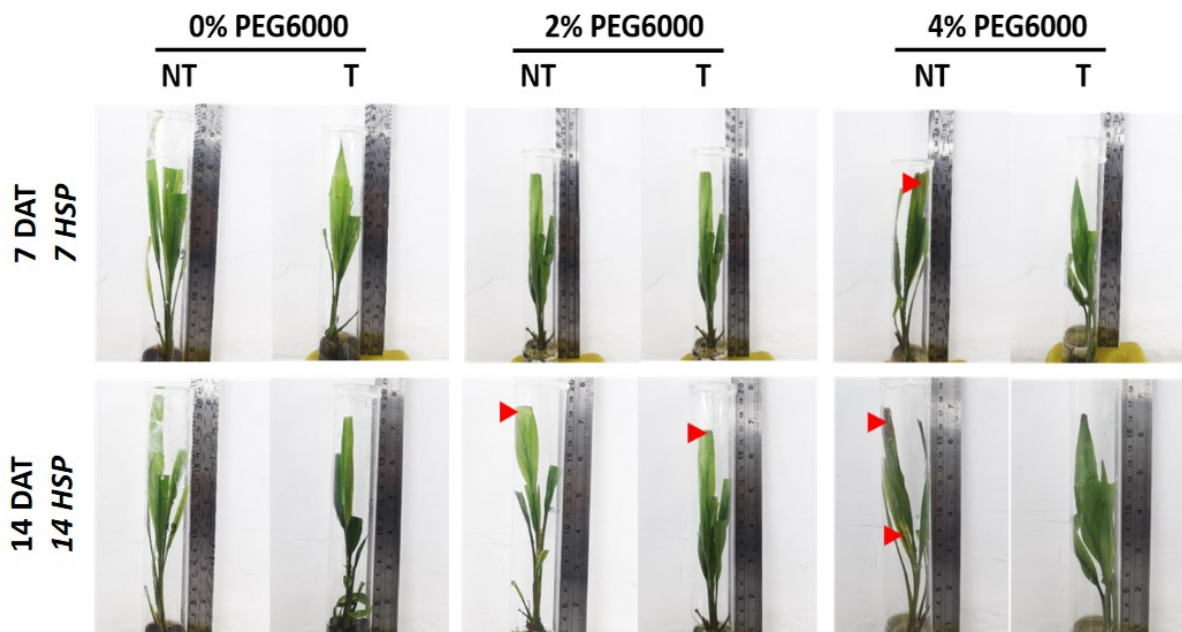 0% PEG6000
2% PEG6000
4% PEG6000
NT
T
NT
T
NT
T
7 DAT
7 HSP
14 DAT
14 HSP